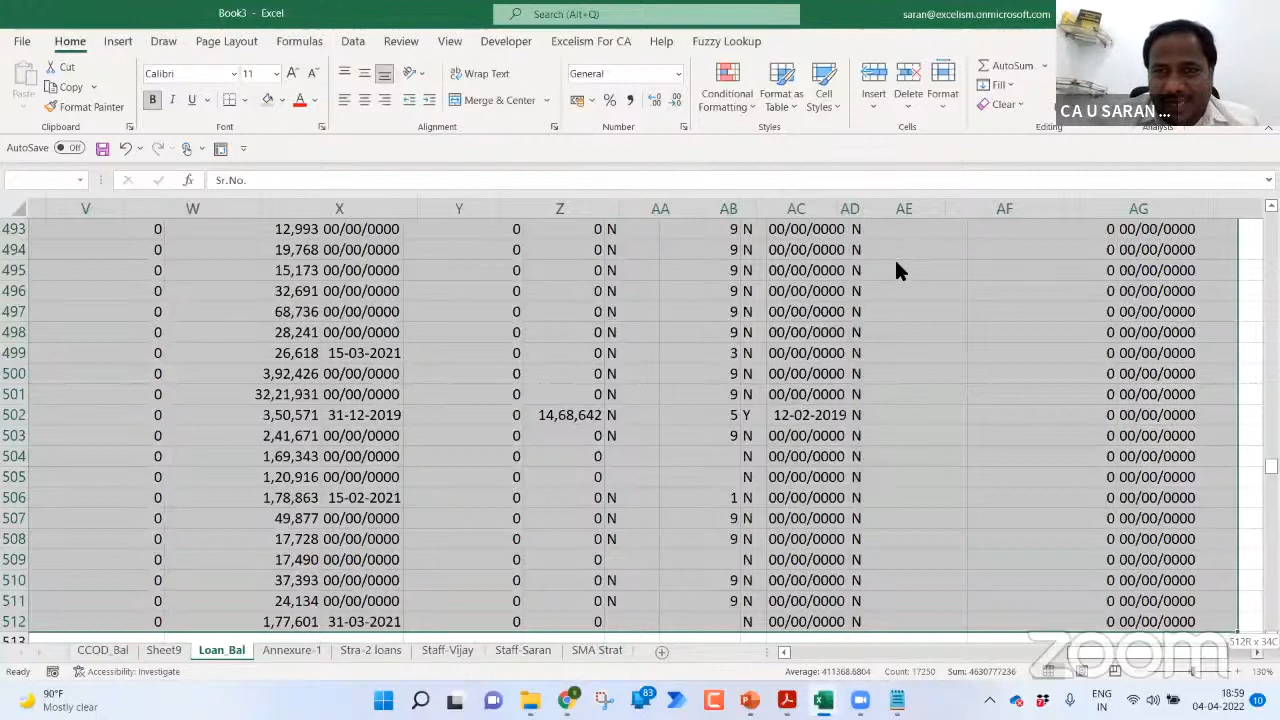 Book3 - Excel
Search (Alt+Q)
saran@excelism.onmicrosoft.com
File Home Insert Draw Page Layout Formulas Data Review View Developer Excelism For CA Help Fuzzy Lookup
Paste Cut Copy Format Painter
Calibri 11 B I U A A A
Wrap Text Merge & Center
General % ,
Conditional Formatting Format as Table Cell Styles
Insert Delete Format
AutoSum Fill Clear
Clipboard Font Alignment Number Styles Cells Editing Analysis
C A U SARAN ...
AutoSave Off
fx Sr.No.
V W X Y Z AA AB AC AD AE AF AG
493 0 12,993 00/00/0000 0 0 N 9 N 00/00/0000 N 0 00/00/0000
494 0 19,768 00/00/0000 0 0 N 9 N 00/00/0000 N 0 00/00/0000
495 0 15,173 00/00/0000 0 0 N 9 N 00/00/0000 N 0 00/00/0000
496 0 32,691 00/00/0000 0 0 N 9 N 00/00/0000 N 0 00/00/0000
497 0 68,736 00/00/0000 0 0 N 9 N 00/00/0000 N 0 00/00/0000
498 0 28,241 00/00/0000 0 0 N 9 N 00/00/0000 N 0 00/00/0000
499 0 26,618 15-03-2021 0 0 N 3 N 00/00/0000 N 0 00/00/0000
500 0 3,92,426 00/00/0000 0 0 N 9 N 00/00/0000 N 0 00/00/0000
501 0 32,21,931 00/00/0000 0 0 N 9 N 00/00/0000 N 0 00/00/0000
502 0 3,50,571 31-12-2019 0 14,68,642 N 5 Y 12-02-2019 N 0 00/00/0000
503 0 2,41,671 00/00/0000 0 0 N 9 N 00/00/0000 N 0 00/00/0000
504 0 1,69,343 00/00/0000 0 0 N 00/00/0000 N 0 00/00/0000
505 0 1,20,916 00/00/0000 0 0 N 00/00/0000 N 0 00/00/0000
506 0 1,78,863 15-02-2021 0 0 N 1 N 00/00/0000 N 0 00/00/0000
507 0 49,877 00/00/0000 0 0 N 9 N 00/00/0000 N 0 00/00/0000
508 0 17,728 00/00/0000 0 0 N 9 N 00/00/0000 N 0 00/00/0000
509 0 17,490 00/00/0000 0 0 N 00/00/0000 N 0 00/00/0000
510 0 37,393 00/00/0000 0 0 N 9 N 00/00/0000 N 0 00/00/0000
511 0 24,134 00/00/0000 0 0 N 9 N 00/00/0000 N 0 00/00/0000
512 0 1,77,601 31-03-2021 0 0 N 00/00/0000 N 0 00/00/0000
513
zoom
512R x 34C
CCOD_Bal Sheet9 Loan_Bal Annexure-1 Stra-2 loans Staff-Vijay Staff-Saran SMA Strat
Ready Accessibility: Investigate Average: 411368.6804 Count: 17250 Sum: 4630777236 130%
90°F
Mostly clear
83
ENG
IN
18:59
04-04-2022
10